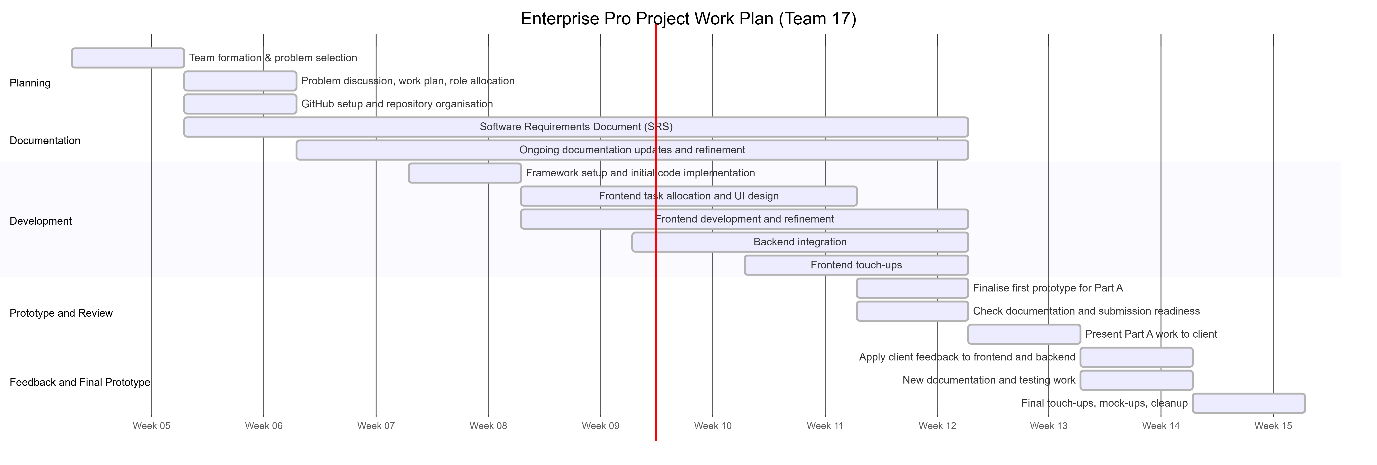 Enterprise Pro Project Work Plan (Team 17)
Team formation & problem selection
Planning
Problem discussion, work plan, role allocation
GitHub setup and repository organisation
Software Requirements Document (SRS)
Documentation
Ongoing documentation updates and refinement
Framework setup and initial code implementation
Frontend task allocation and UI design
Development
Frontend development and refinement
Backend integration
Frontend touch-ups
Finalise first prototype for Part A
Prototype and Review
Check documentation and submission readiness
Present Part A work to client
Apply client feedback to frontend and backend
Feedback and Final Prototype
New documentation and testing work
Final touch-ups, mock-ups, cleanup
Week 05 Week 06 Week 07 Week 08 Week 09 Week 10 Week 11 Week 12 Week 13 Week 14 Week 15